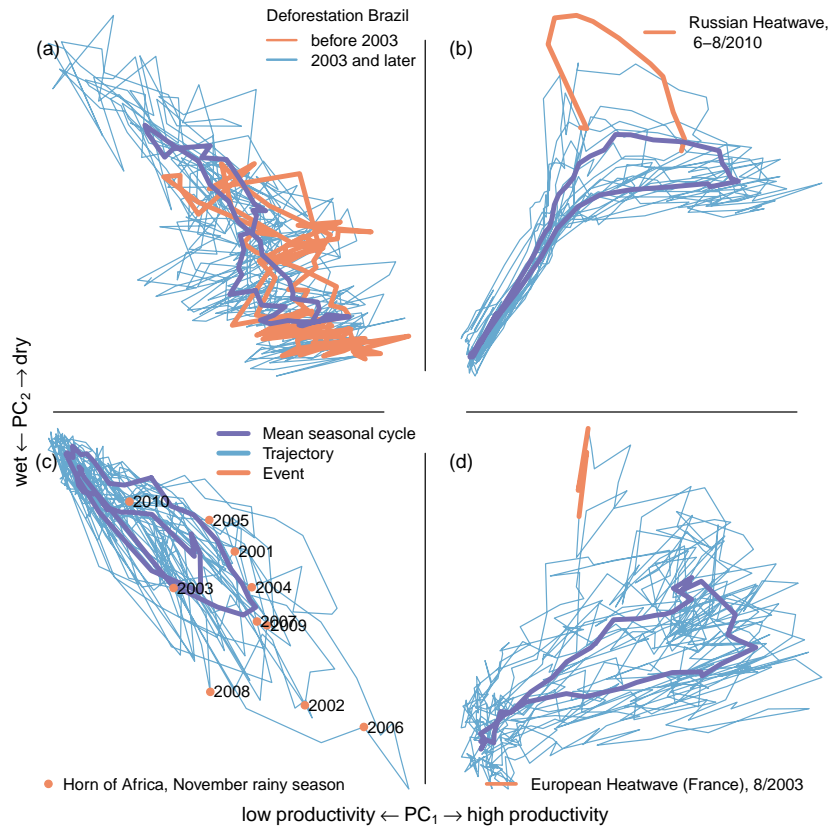 Deforestation Brazil
before 2003
2003 and later
(a)
(b)
Russian Heatwave,
6–8/2010
wet ← PC2 → dry
Mean seasonal cycle
Trajectory
Event
(c)
(d)
2010
2005
2001
2003
2004
2007
2009
2008
2002
2006
Horn of Africa, November rainy season
European Heatwave (France), 8/2003
low productivity ← PC1 → high productivity